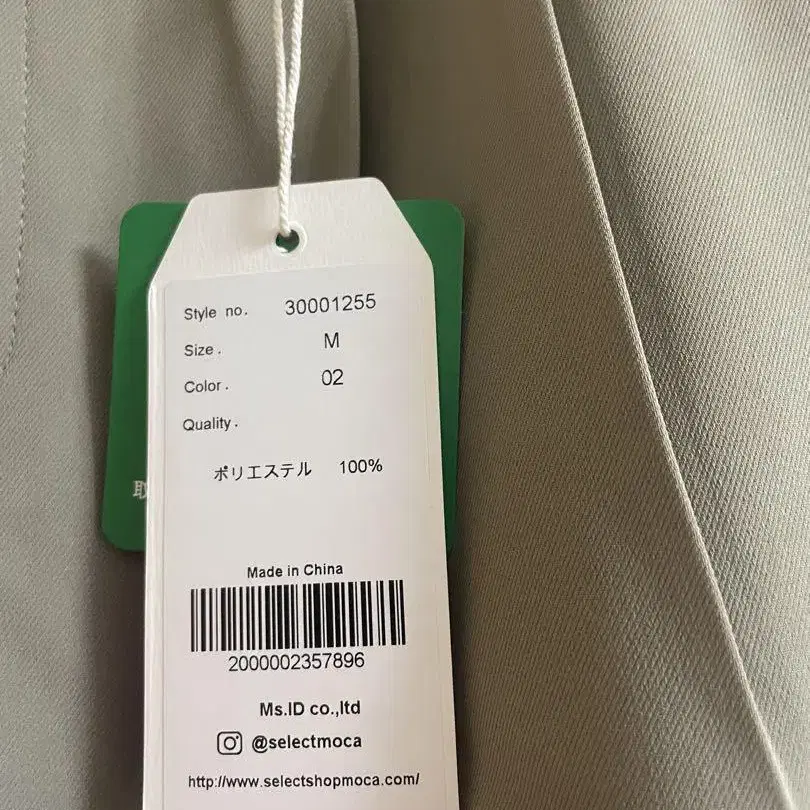 Style no. 30001255
Size. M
Color. 02
Quality.
ポリエステル 100%
取
Made in China
2000002357896
Ms.ID co.,ltd
@selectmoca
http://www.selectshopmoca.com/